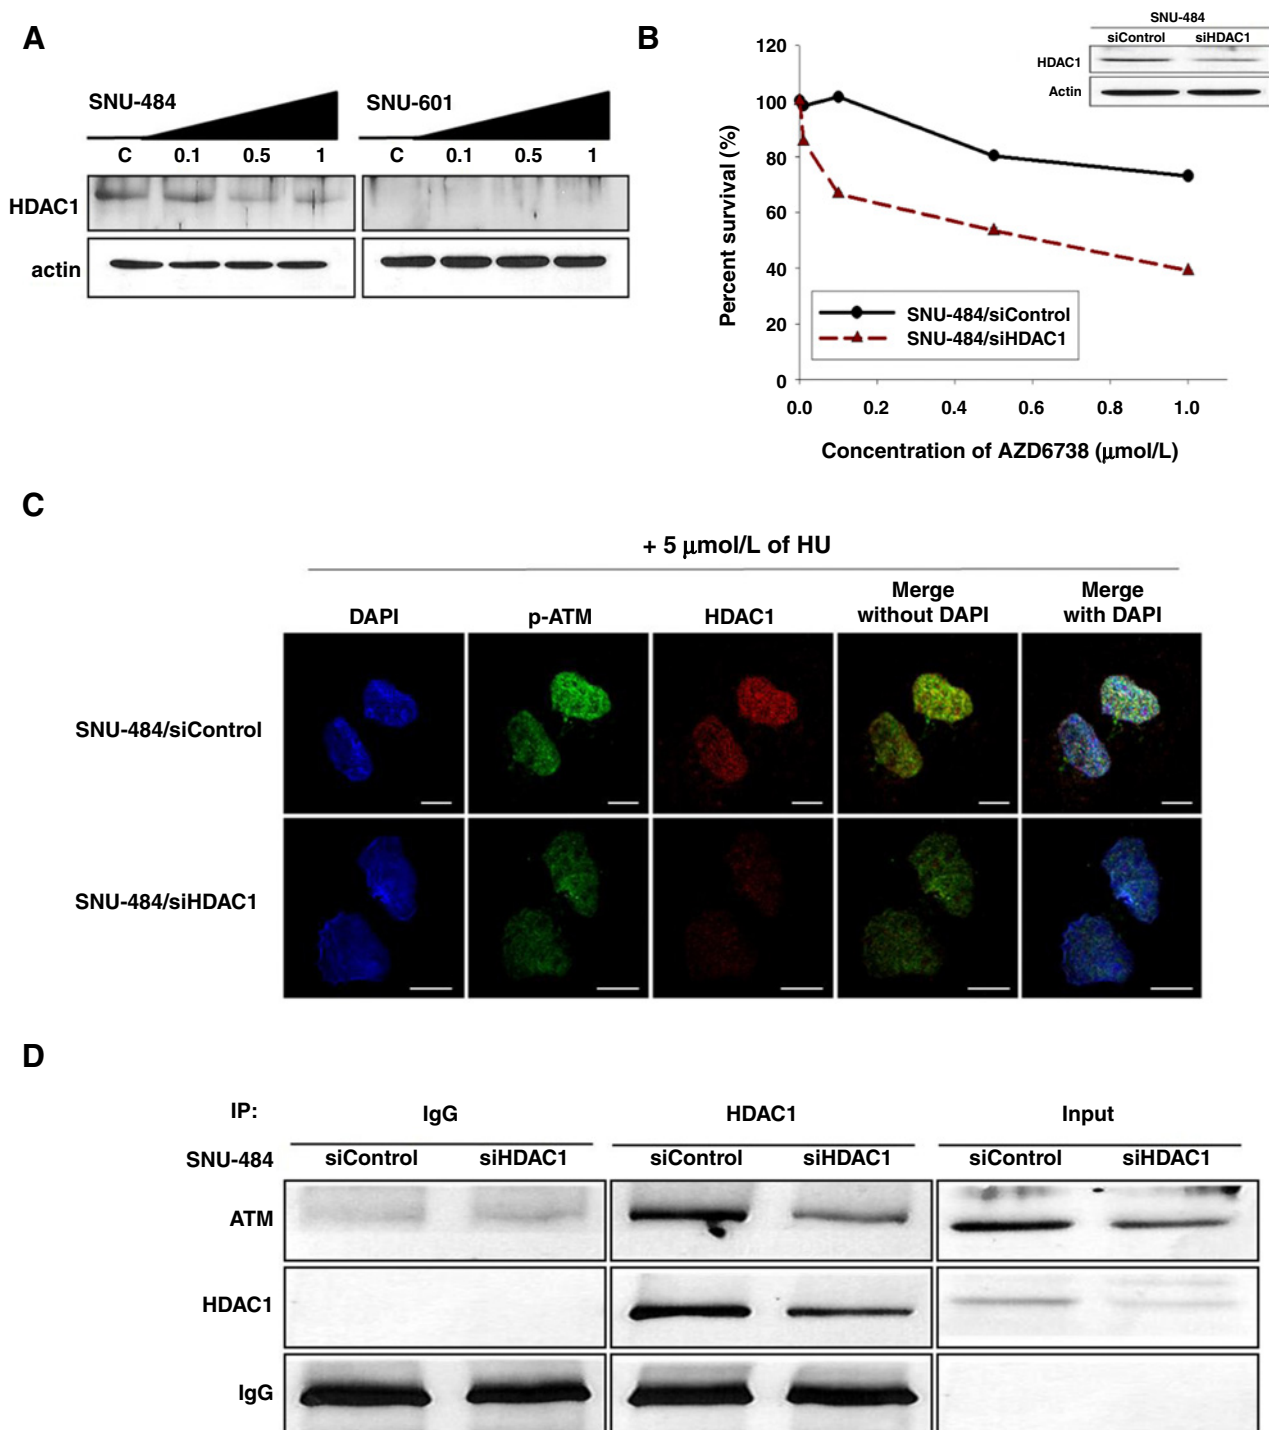 A
SNU-484
SNU-601
C 0.1 0.5 1
C 0.1 0.5 1
HDAC1
actin
B
SNU-484
siControl siHDAC1
HDAC1
Actin
120
100
80
60
40
20
0
Percent survival (%)
SNU-484/siControl
SNU-484/siHDAC1
0.0 0.2 0.4 0.6 0.8 1.0
Concentration of AZD6738 (μmol/L)
C
+ 5 μmol/L of HU
DAPI p-ATM HDAC1
Merge
without DAPI
Merge
with DAPI
SNU-484/siControl
SNU-484/siHDAC1
D
IP: IgG HDAC1 Input
SNU-484 siControl siHDAC1 siControl siHDAC1 siControl siHDAC1
ATM
HDAC1
IgG